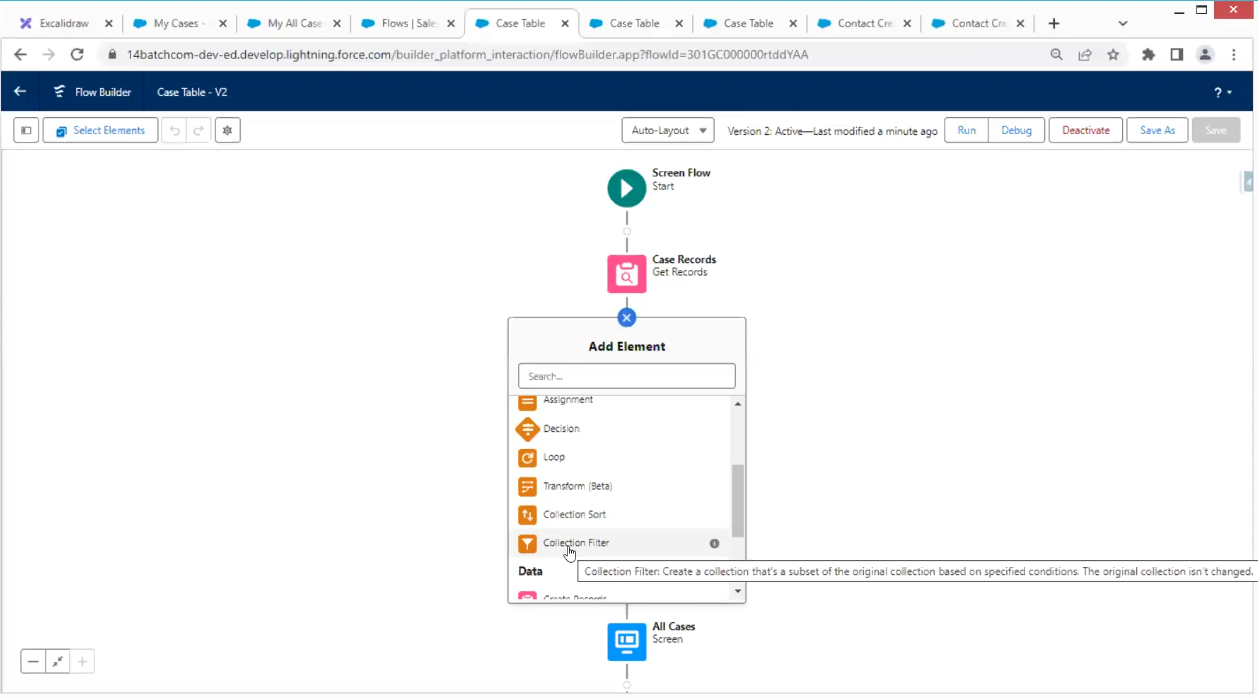 Excalidraw
My Cases -
My All Case
Flows | Sale
Case Table
Case Table
Case Table
Contact Cre
Contact Cre
14batchcom-dev-ed.develop.lightning.force.com/builder_platform_interaction/flowBuilder.app?flowId=301GC000000rtddYAA
Flow Builder
Case Table - V2
?
Select Elements
Auto-Layout
Version 2: Active—Last modified a minute ago
Run
Debug
Deactivate
Save As
Save
Screen Flow
Start
Case Records
Get Records
Add Element
Search...
Assignment
Decision
Loop
Transform (Beta)
Collection Sort
Collection Filter
Data
Collection Filter: Create a collection that's a subset of the original collection based on specified conditions. The original collection isn't changed.
Create Records
All Cases
Screen